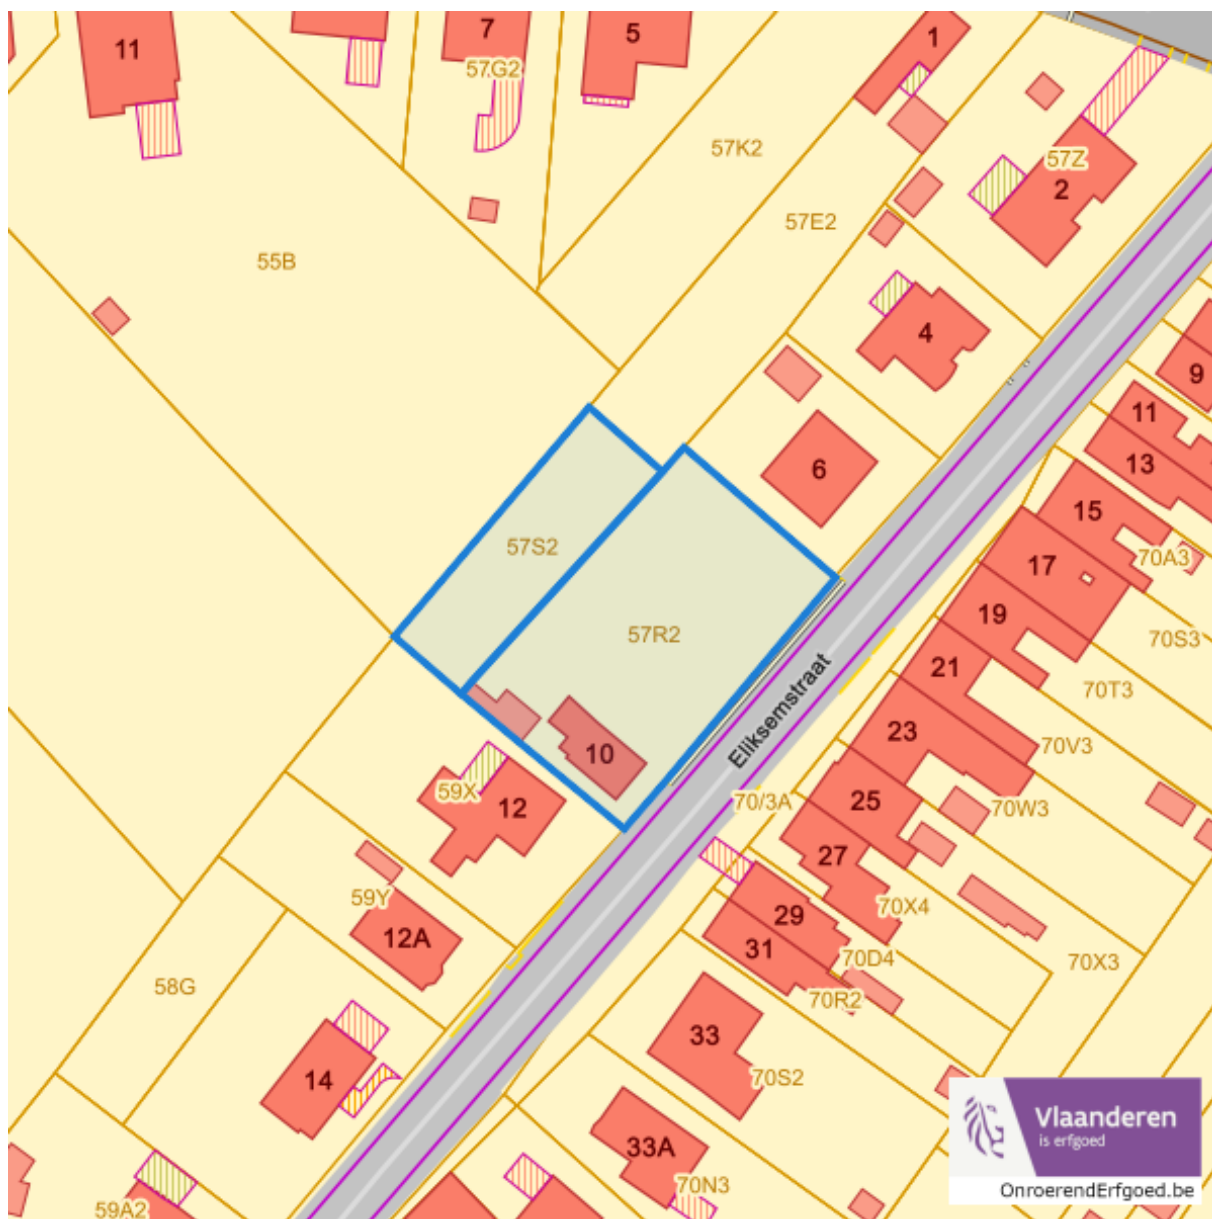 11
7
5
1
57G2
57K2
57Z
2
57E2
55B
4
9
11
13
6
15
57S2
17
70A3
19
57R2
70S3
21
70T3
Eliksemstraat
23
70V3
10
59X
12
70/3A
25
70W3
27
59Y
29
70X4
12A
31
70D4
70X3
58G
70R2
33
14
70S2
33A
70N3
59A2
Vlaanderen
is erfgoed
OnroerendErfgoed.be